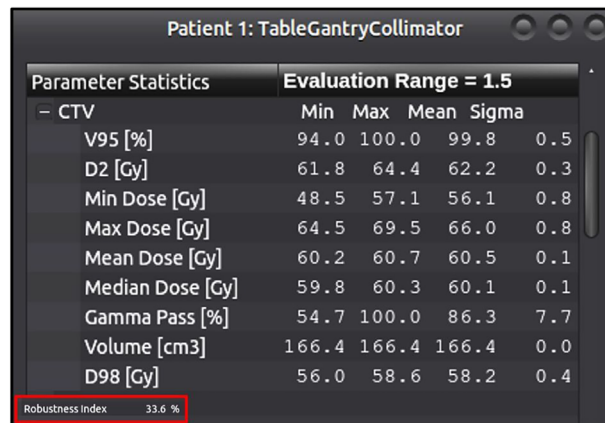 Patient 1: TableGantryCollimator
Parameter Statistics Evaluation Range = 1.5
− CTV Min Max Mean Sigma
V95 [%] 94.0 100.0 99.8 0.5
D2 [Gy] 61.8 64.4 62.2 0.3
Min Dose [Gy] 48.5 57.1 56.1 0.8
Max Dose [Gy] 64.5 69.5 66.0 0.8
Mean Dose [Gy] 60.2 60.7 60.5 0.1
Median Dose [Gy] 59.8 60.3 60.1 0.1
Gamma Pass [%] 54.7 100.0 86.3 7.7
Volume [cm3] 166.4 166.4 166.4 0.0
D98 [Gy] 56.0 58.6 58.2 0.4
Robustness Index 33.6 %